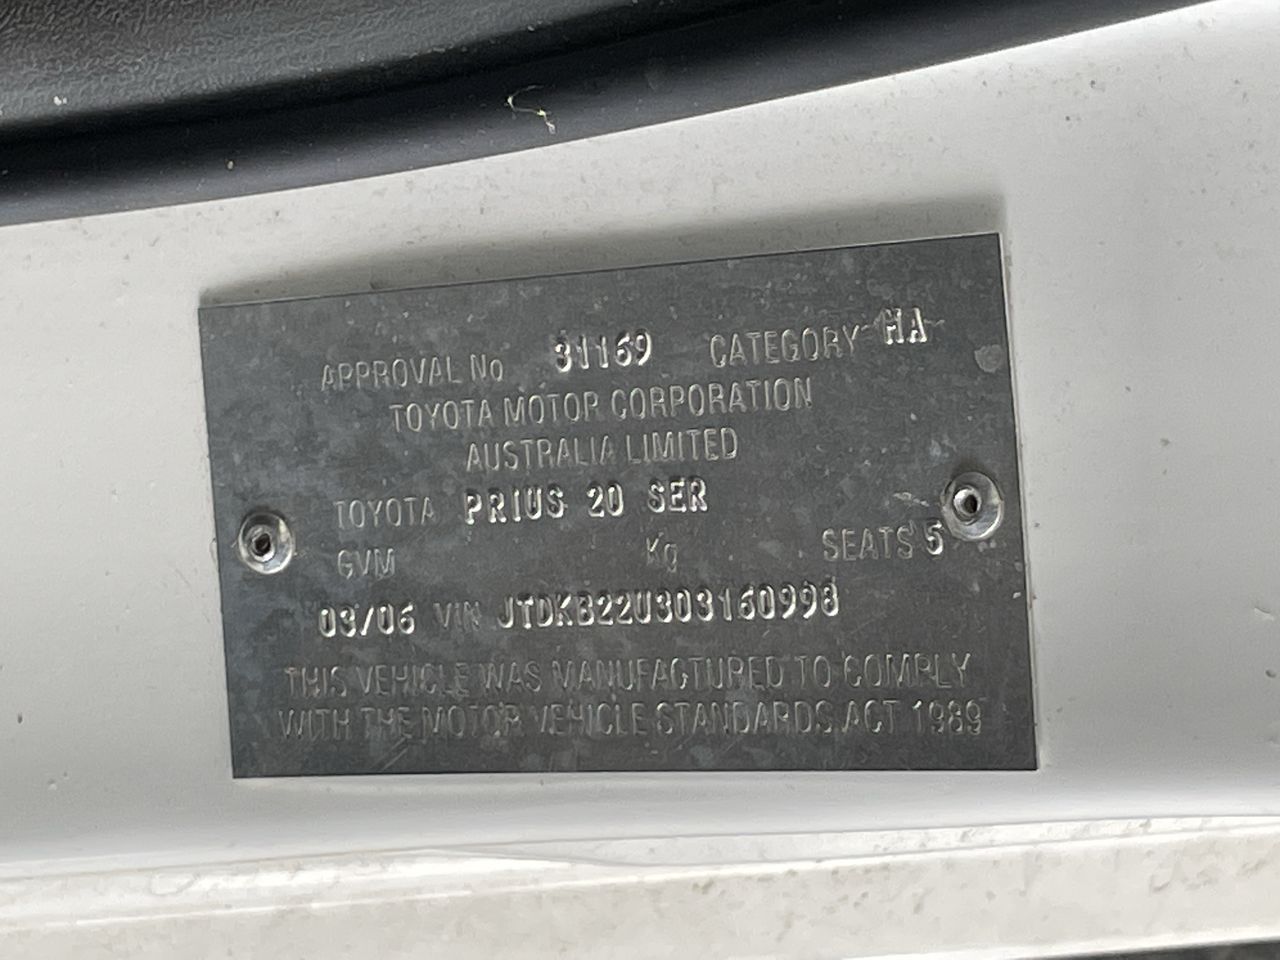 APPROVAL No 31169 CATEGORY MA
TOYOTA MOTOR CORPORATION
AUSTRALIA LIMITED
TOYOTA PRIUS 20 SER
GVM Kg SEATS 5
03/06 VIN JTDKB22U303160998
THIS VEHICLE WAS MANUFACTURED TO COMPLY
WITH THE MOTOR VEHICLE STANDARDS ACT 1989